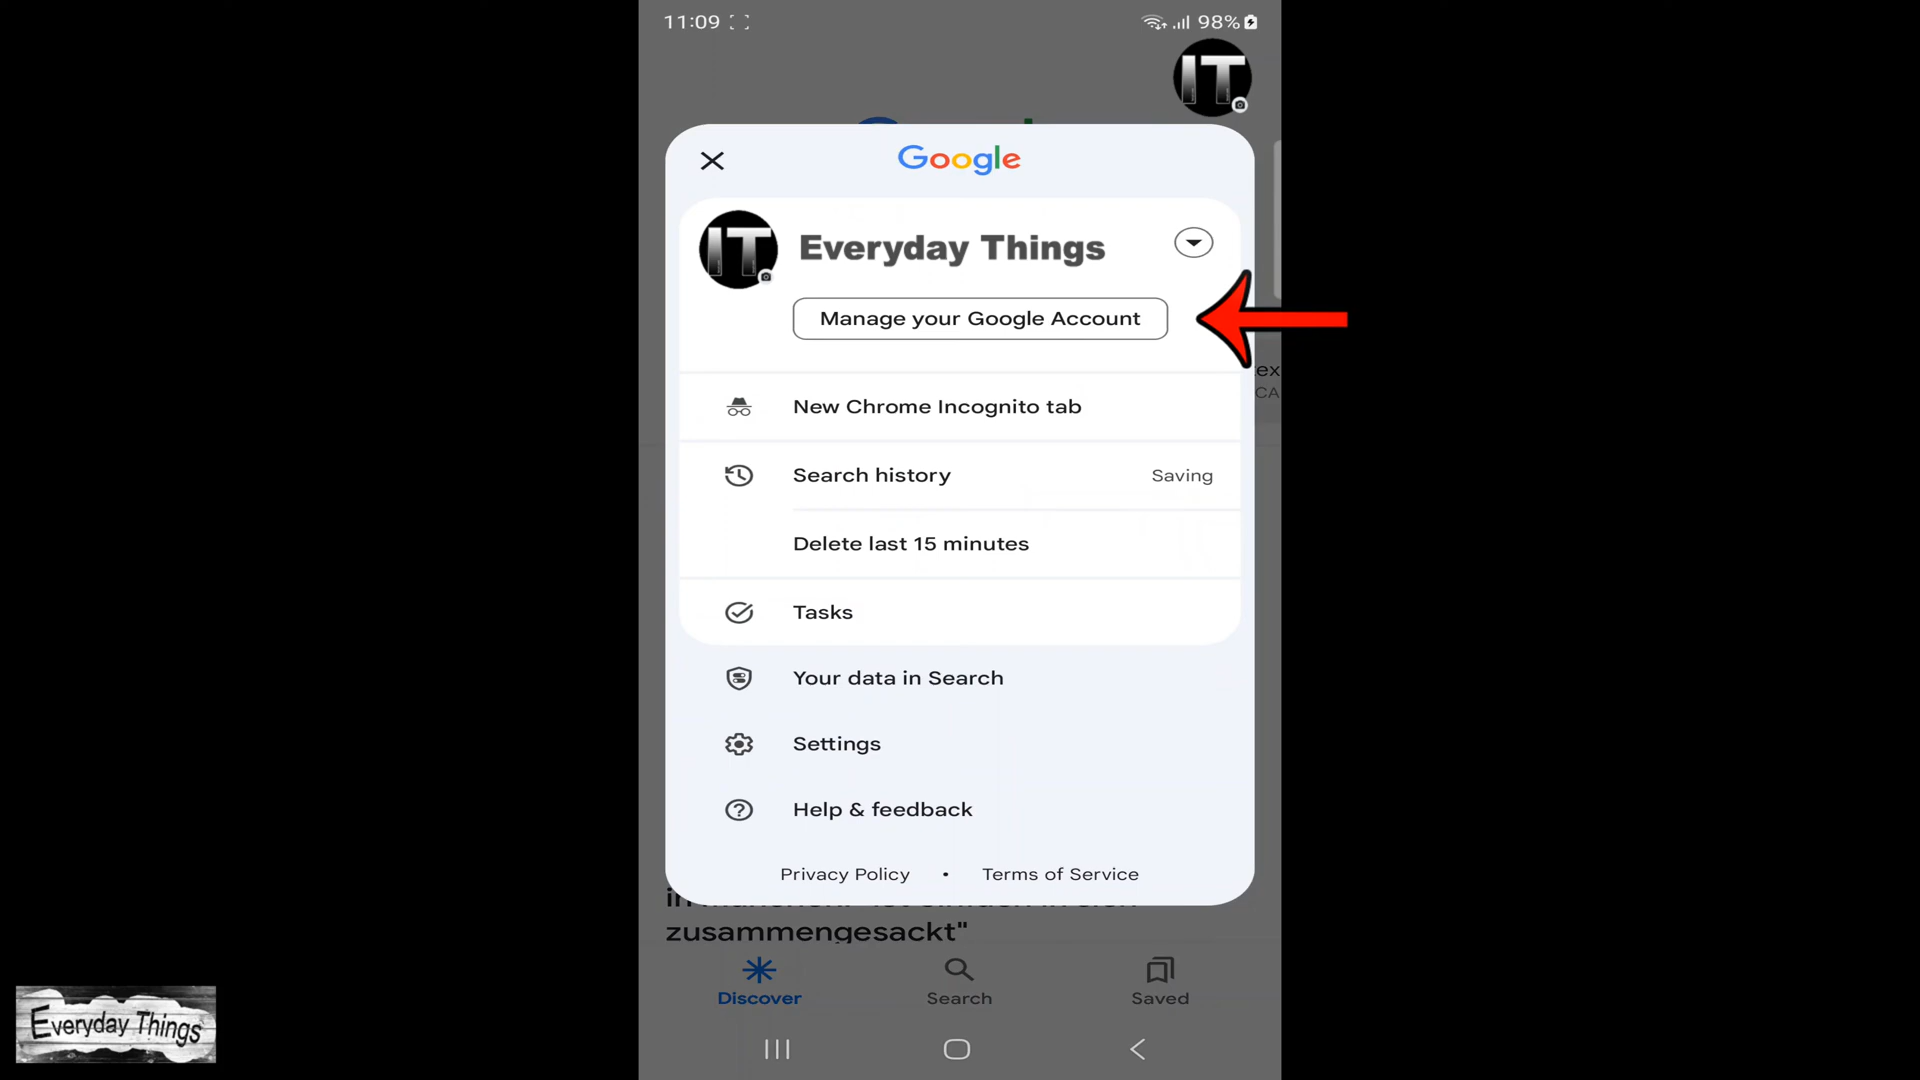 11:09
98%
IT
Google
IT
Everyday Things
Manage your Google Account
New Chrome Incognito tab
Search history
Saving
Delete last 15 minutes
Tasks
Your data in Search
Settings
Help & feedback
Privacy Policy • Terms of Service
zusammengesackt"
Discover
Search
Saved
Everyday Things